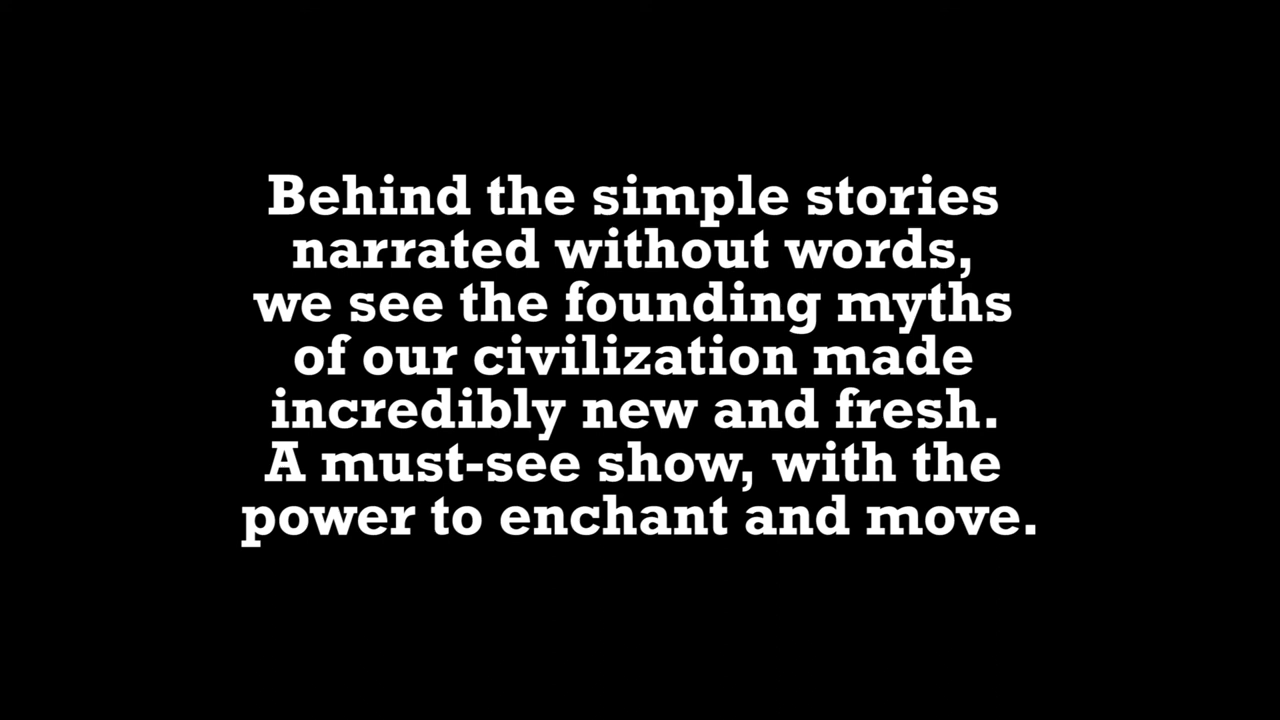 Behind the simple stories
narrated without words,
we see the founding myths
of our civilization made
incredibly new and fresh.
A must-see show, with the
power to enchant and move.